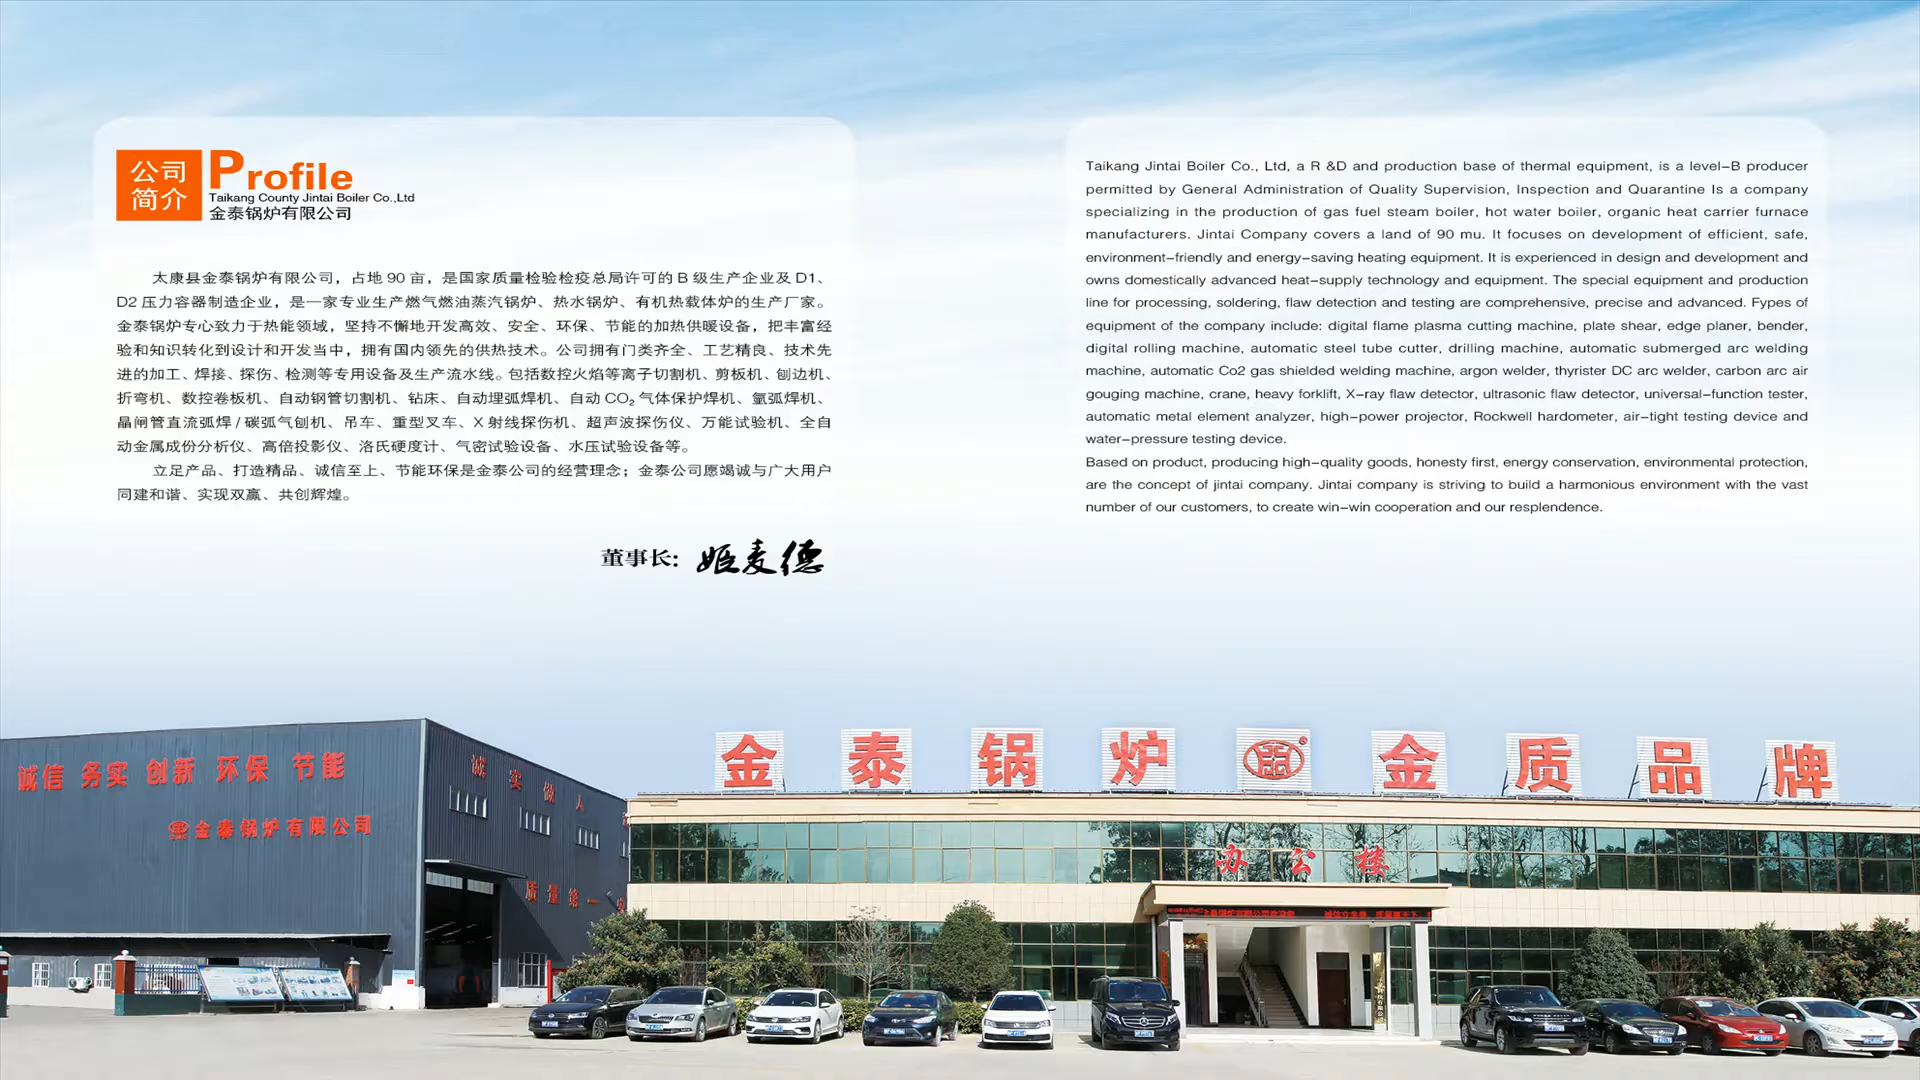 公司
简介
Profile
Taikang County Jintai Boiler Co.,Ltd
金泰锅炉有限公司
太康县金泰锅炉有限公司，占地 90 亩，是国家质量检验检疫总局许可的 B 级生产企业及 D1、
D2 压力容器制造企业，是一家专业生产燃气燃油蒸汽锅炉、热水锅炉、有机热载体炉的生产厂家。
金泰锅炉专心致力于热能领域，坚持不懈地开发高效、安全、环保、节能的加热供暖设备，把丰富经
验和知识转化到设计和开发当中，拥有国内领先的供热技术。公司拥有门类齐全、工艺精良、技术先
进的加工、焊接、探伤、检测等专用设备及生产流水线。包括数控火焰等离子切割机、剪板机、刨边机、
折弯机、数控卷板机、自动钢管切割机、钻床、自动埋弧焊机、自动 CO₂ 气体保护焊机、氩弧焊机、
晶闸管直流弧焊 / 碳弧气刨机、吊车、重型叉车、X 射线探伤机、超声波探伤仪、万能试验机、全自
动金属成份分析仪、高倍投影仪、洛氏硬度计、气密试验设备、水压试验设备等。
立足产品、打造精品、诚信至上、节能环保是金泰公司的经营理念；金泰公司愿竭诚与广大用户
同建和谐、实现双赢、共创辉煌。
董事长：姬麦德
Taikang Jintai Boiler Co., Ltd, a R &D and production base of thermal equipment, is a level-B producer
permitted by General Administration of Quality Supervision, Inspection and Quarantine Is a company
specializing in the production of gas fuel steam boiler, hot water boiler, organic heat carrier furnace
manufacturers. Jintai Company covers a land of 90 mu. It focuses on development of efficient, safe,
environment-friendly and energy-saving heating equipment. It is experienced in design and development and
owns domestically advanced heat-supply technology and equipment. The special equipment and production
line for processing, soldering, flaw detection and testing are comprehensive, precise and advanced. Fypes of
equipment of the company include: digital flame plasma cutting machine, plate shear, edge planer, bender,
digital rolling machine, automatic steel tube cutter, drilling machine, automatic submerged arc welding
machine, automatic Co2 gas shielded welding machine, argon welder, thyrister DC arc welder, carbon arc air
gouging machine, crane, heavy forklift, X-ray flaw detector, ultrasonic flaw detector, universal-function tester,
automatic metal element analyzer, high-power projector, Rockwell hardometer, air-tight testing device and
water-pressure testing device.
Based on product, producing high-quality goods, honesty first, energy conservation, environmental protection,
are the concept of jintai company. Jintai company is striving to build a harmonious environment with the vast
number of our customers, to create win-win cooperation and our resplendence.
金泰锅炉 金质品牌
诚信 务实 创新 环保 节能
诚实做人
金泰锅炉有限公司
办公楼
质量绝一